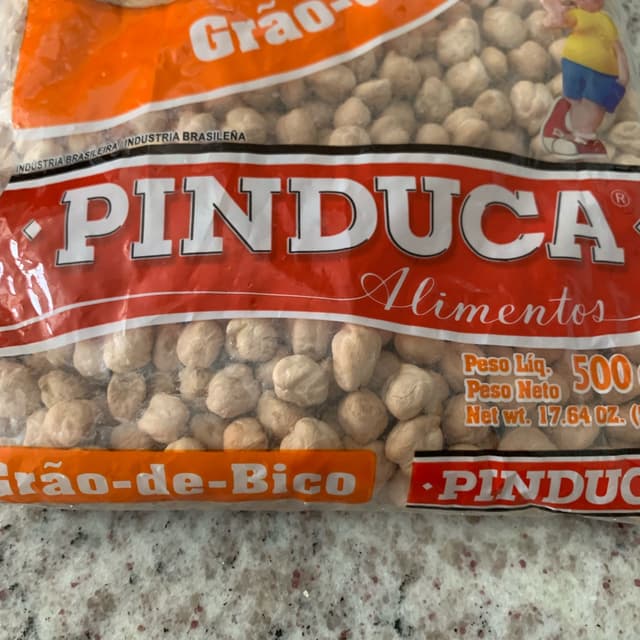 Grão-
INDÚSTRIA BRASILEIRA / INDUSTRIA BRASILEÑA
PINDUCA®
Alimentos
Peso Líq. 500
Peso Neto
Net wt. 17.64 OZ. (
Grão-de-Bico
PINDUC